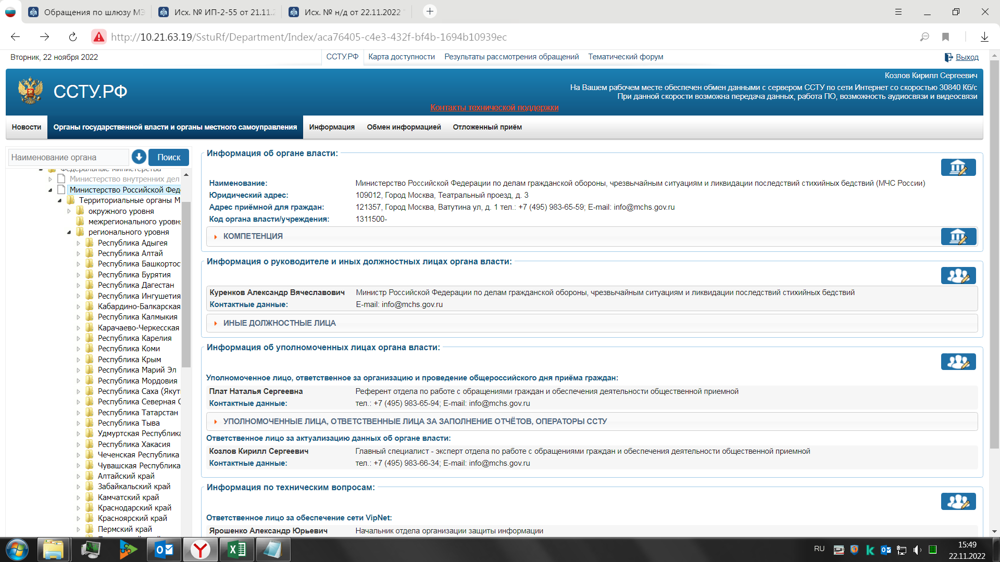 Обращения по шлюзу МЭ
Исх. № ИП-2-55 от 21.11.2
Исх. № н/д от 22.11.2022
http://10.21.63.19/SstuRf/Department/Index/aca76405-c4e3-432f-bf4b-1694b10939ec
Вторник, 22 ноября 2022
ССТУ.РФ
Карта доступности
Результаты рассмотрения обращений
Тематический форум
Выход
ССТУ.РФ
Козлов Кирилл Сергеевич
На Вашем рабочем месте обеспечен обмен данными с сервером ССТУ по сети Интернет со скоростью 30840 Кб/с
При данной скорости возможна передача данных, работа ПО, возможность аудиосвязи и видеосвязи
Контакты технической поддержки
Новости
Органы государственной власти и органы местного самоуправления
Информация
Обмен информацией
Отложенный приём
Наименование органа
Поиск
Федеральные министерства
Министерство внутренних дел
Министерство Российской Фед
Территориальные органы М
окружного уровня
межрегионального уровня
регионального уровня
Республика Адыгея
Республика Алтай
Республика Башкортос
Республика Бурятия
Республика Дагестан
Республика Ингушетия
Кабардино-Балкарская
Республика Калмыкия
Карачаево-Черкесская
Республика Карелия
Республика Коми
Республика Крым
Республика Марий Эл
Республика Мордовия
Республика Саха (Якут
Республика Северная О
Республика Татарстан
Республика Тыва
Удмуртская Республика
Республика Хакасия
Чеченская Республика
Чувашская Республика
Алтайский край
Забайкальский край
Камчатский край
Краснодарский край
Красноярский край
Пермский край
Информация об органе власти:
Наименование: Министерство Российской Федерации по делам гражданской обороны, чрезвычайным ситуациям и ликвидации последствий стихийных бедствий (МЧС России)
Юридический адрес: 109012, Город Москва, Театральный проезд, д. 3
Адрес приёмной для граждан: 121357, Город Москва, Ватутина ул, д. 1 тел.: +7 (495) 983-65-59; E-mail: info@mchs.gov.ru
Код органа власти/учреждения: 1311500-
КОМПЕТЕНЦИЯ
Информация о руководителе и иных должностных лицах органа власти:
Куренков Александр Вячеславович Министр Российской Федерации по делам гражданской обороны, чрезвычайным ситуациям и ликвидации последствий стихийных бедствий
Контактные данные: E-mail: info@mchs.gov.ru
ИНЫЕ ДОЛЖНОСТНЫЕ ЛИЦА
Информация об уполномоченных лицах органа власти:
Уполномоченное лицо, ответственное за организацию и проведение общероссийского дня приёма граждан:
Плат Наталья Сергеевна Референт отдела по работе с обращениями граждан и обеспечения деятельности общественной приемной
Контактные данные: тел.: +7 (495) 983-65-94; E-mail: info@mchs.gov.ru
УПОЛНОМОЧЕННЫЕ ЛИЦА, ОТВЕТСТВЕННЫЕ ЛИЦА ЗА ЗАПОЛНЕНИЕ ОТЧЁТОВ, ОПЕРАТОРЫ ССТУ
Ответственное лицо за актуализацию данных об органе власти:
Козлов Кирилл Сергеевич Главный специалист - эксперт отдела по работе с обращениями граждан и обеспечения деятельности общественной приемной
Контактные данные: тел.: +7 (495) 983-66-34; E-mail: info@mchs.gov.ru
Информация по техническим вопросам:
Ответственное лицо за обеспечение сети VipNet:
Ярошенко Александр Юрьевич Начальник отдела организации защиты информации
RU
15:49
22.11.2022